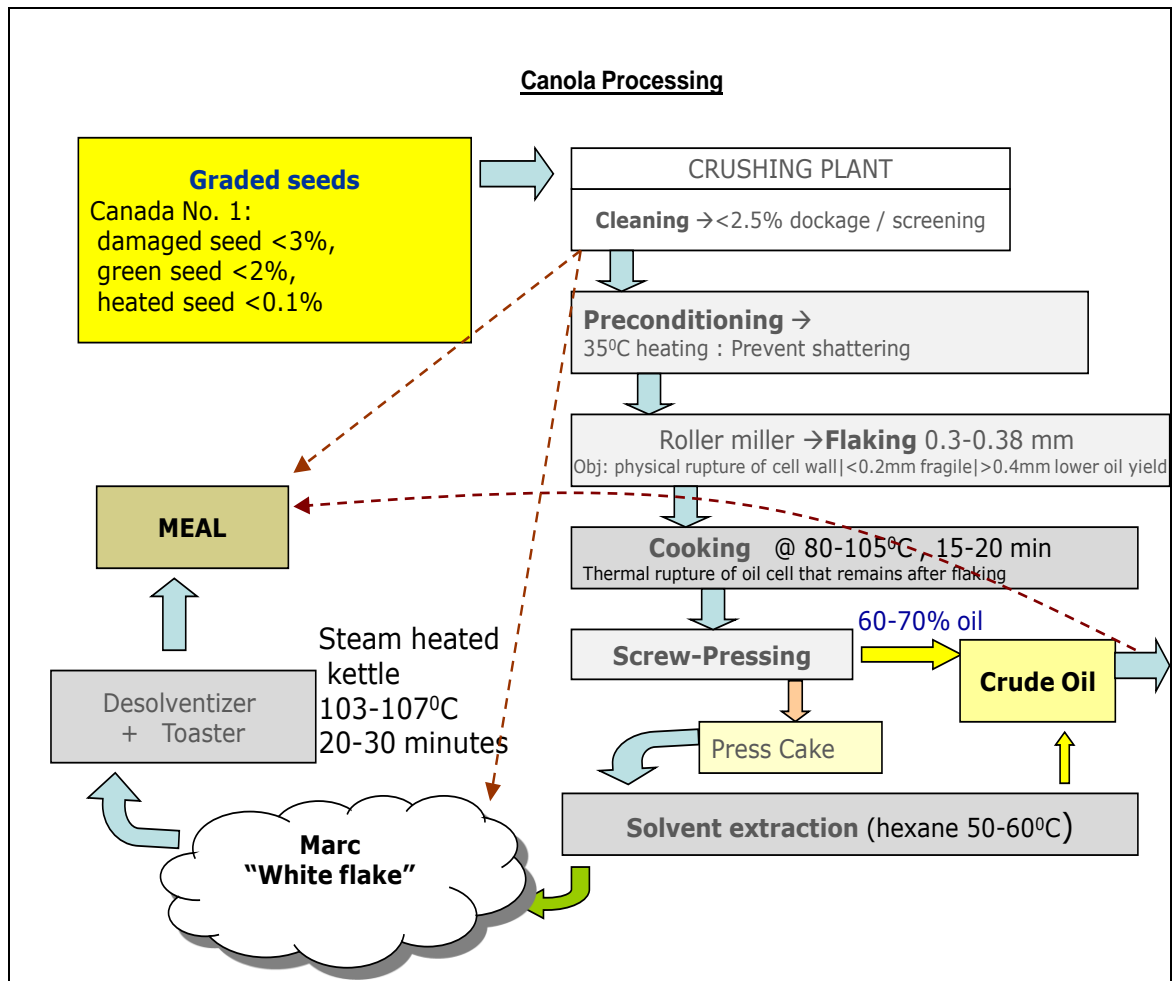 Canola Processing
Graded seeds
Canada No. 1:
damaged seed <3%,
green seed <2%,
heated seed <0.1%
CRUSHING PLANT
Cleaning →<2.5% dockage / screening
Preconditioning →
35⁰C heating : Prevent shattering
Roller miller →Flaking 0.3-0.38 mm
Obj: physical rupture of cell wall|<0.2mm fragile|>0.4mm lower oil yield
Cooking @ 80-105⁰C , 15-20 min
Thermal rupture of oil cell that remains after flaking
60-70% oil
Screw-Pressing
Crude Oil
Press Cake
Solvent extraction (hexane 50-60⁰C)
Marc
“White flake”
Desolventizer
+ Toaster
Steam heated
kettle
103-107⁰C
20-30 minutes
MEAL